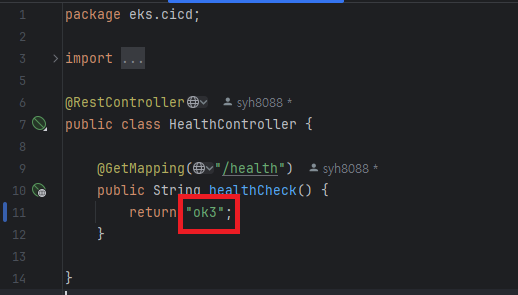 1 package eks.cicd;
2
3 import ...
5
6 @RestController syh8088 *
7 public class HealthController {
8
9 @GetMapping("/health") syh8088 *
10 public String healthCheck() {
11 return "ok3";
12 }
13
14 }